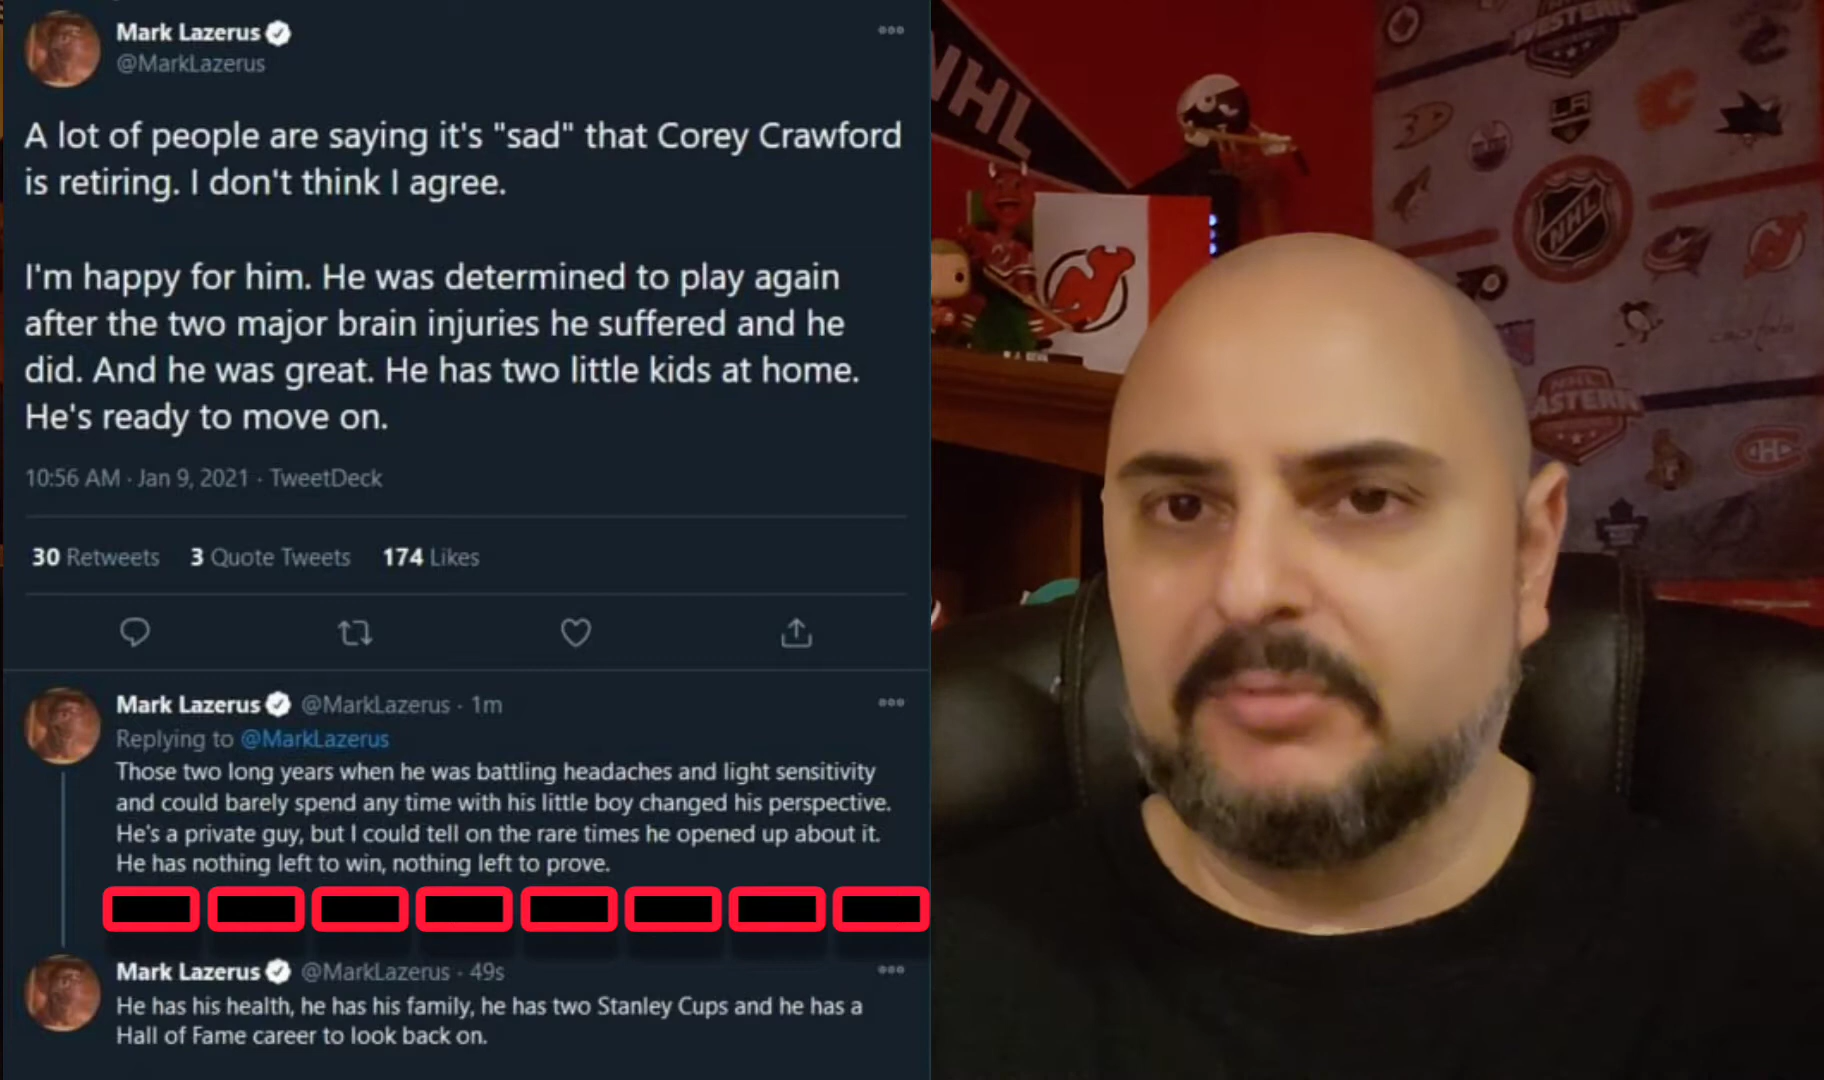 Mark Lazerus
@MarkLazerus
A lot of people are saying it's "sad" that Corey Crawford
is retiring. I don't think I agree.
I'm happy for him. He was determined to play again
after the two major brain injuries he suffered and he
did. And he was great. He has two little kids at home.
He's ready to move on.
10:56 AM · Jan 9, 2021 · TweetDeck
30 Retweets 3 Quote Tweets 174 Likes
Mark Lazerus @MarkLazerus · 1m
Replying to @MarkLazerus
Those two long years when he was battling headaches and light sensitivity
and could barely spend any time with his little boy changed his perspective.
He's a private guy, but I could tell on the rare times he opened up about it.
He has nothing left to win, nothing left to prove.
Mark Lazerus @MarkLazerus · 49s
He has his health, he has his family, he has two Stanley Cups and he has a
Hall of Fame career to look back on.
NHL
WESTERN
LA
NHL
NHL
EASTERN